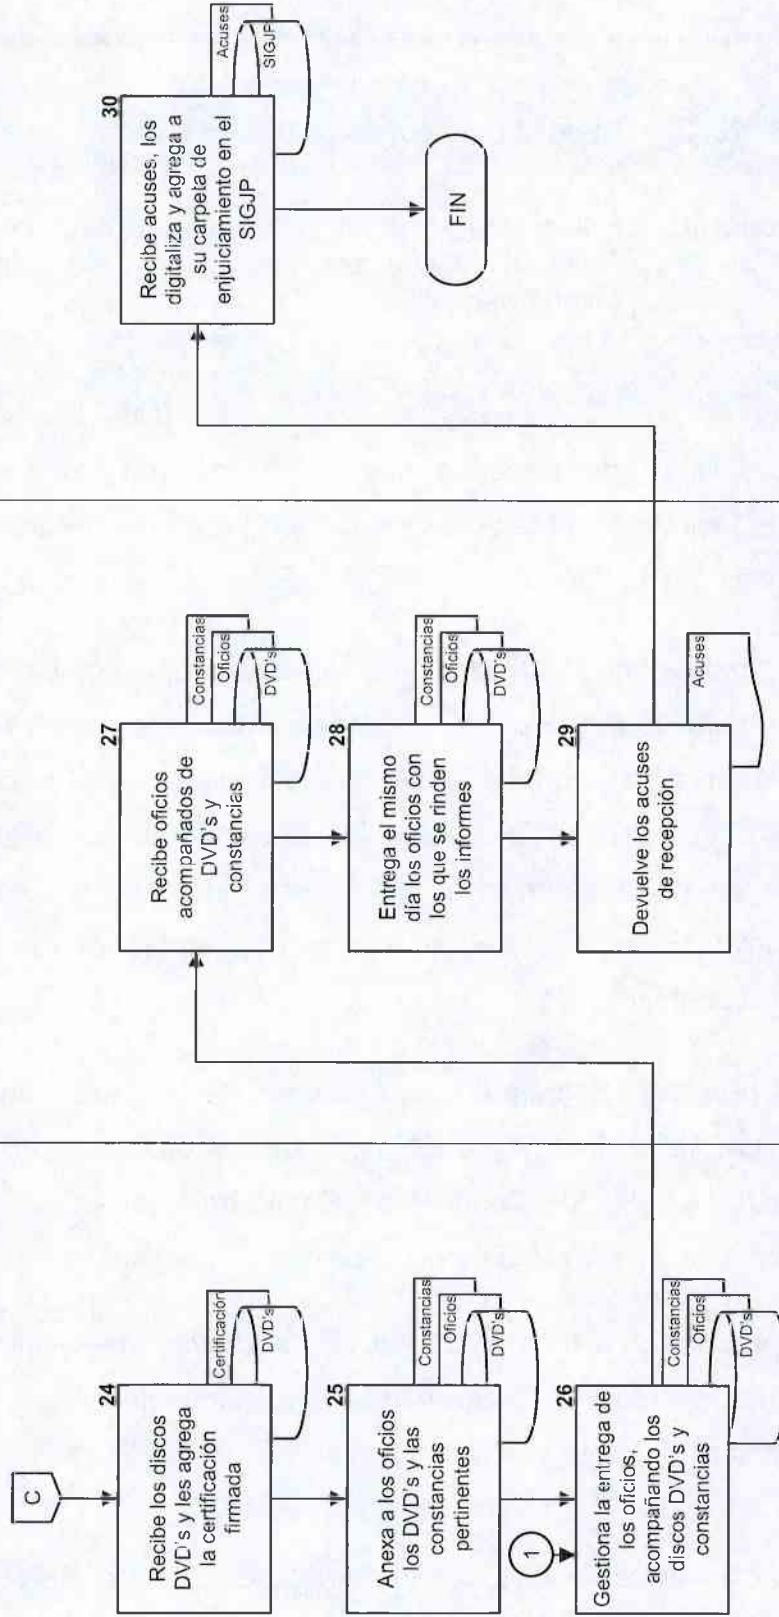 C
24
Recibe los discos
DVD's y les agrega
la certificación
firmada
Certificación
DVD's
25
Anexa a los oficios
los DVD's y las
constancias
pertinentes
Constancias
Oficios
DVD's
1
26
Gestiona la entrega de
los oficios,
acompañando los
discos DVD's y
constancias
Constancias
Oficios
DVD's
27
Recibe oficios
acompañados de
DVD's y
constancias
Constancias
Oficios
DVD's
28
Entrega el mismo
día los oficios con
los que se rinden
los informes
Constancias
Oficios
DVD's
29
Devuelve los acuses
de recepción
Acuses
30
Recibe acuses, los
digitaliza y agrega a
su carpeta de
enjuiciamiento en el
SIGJP
Acuses
SIGJP
FIN